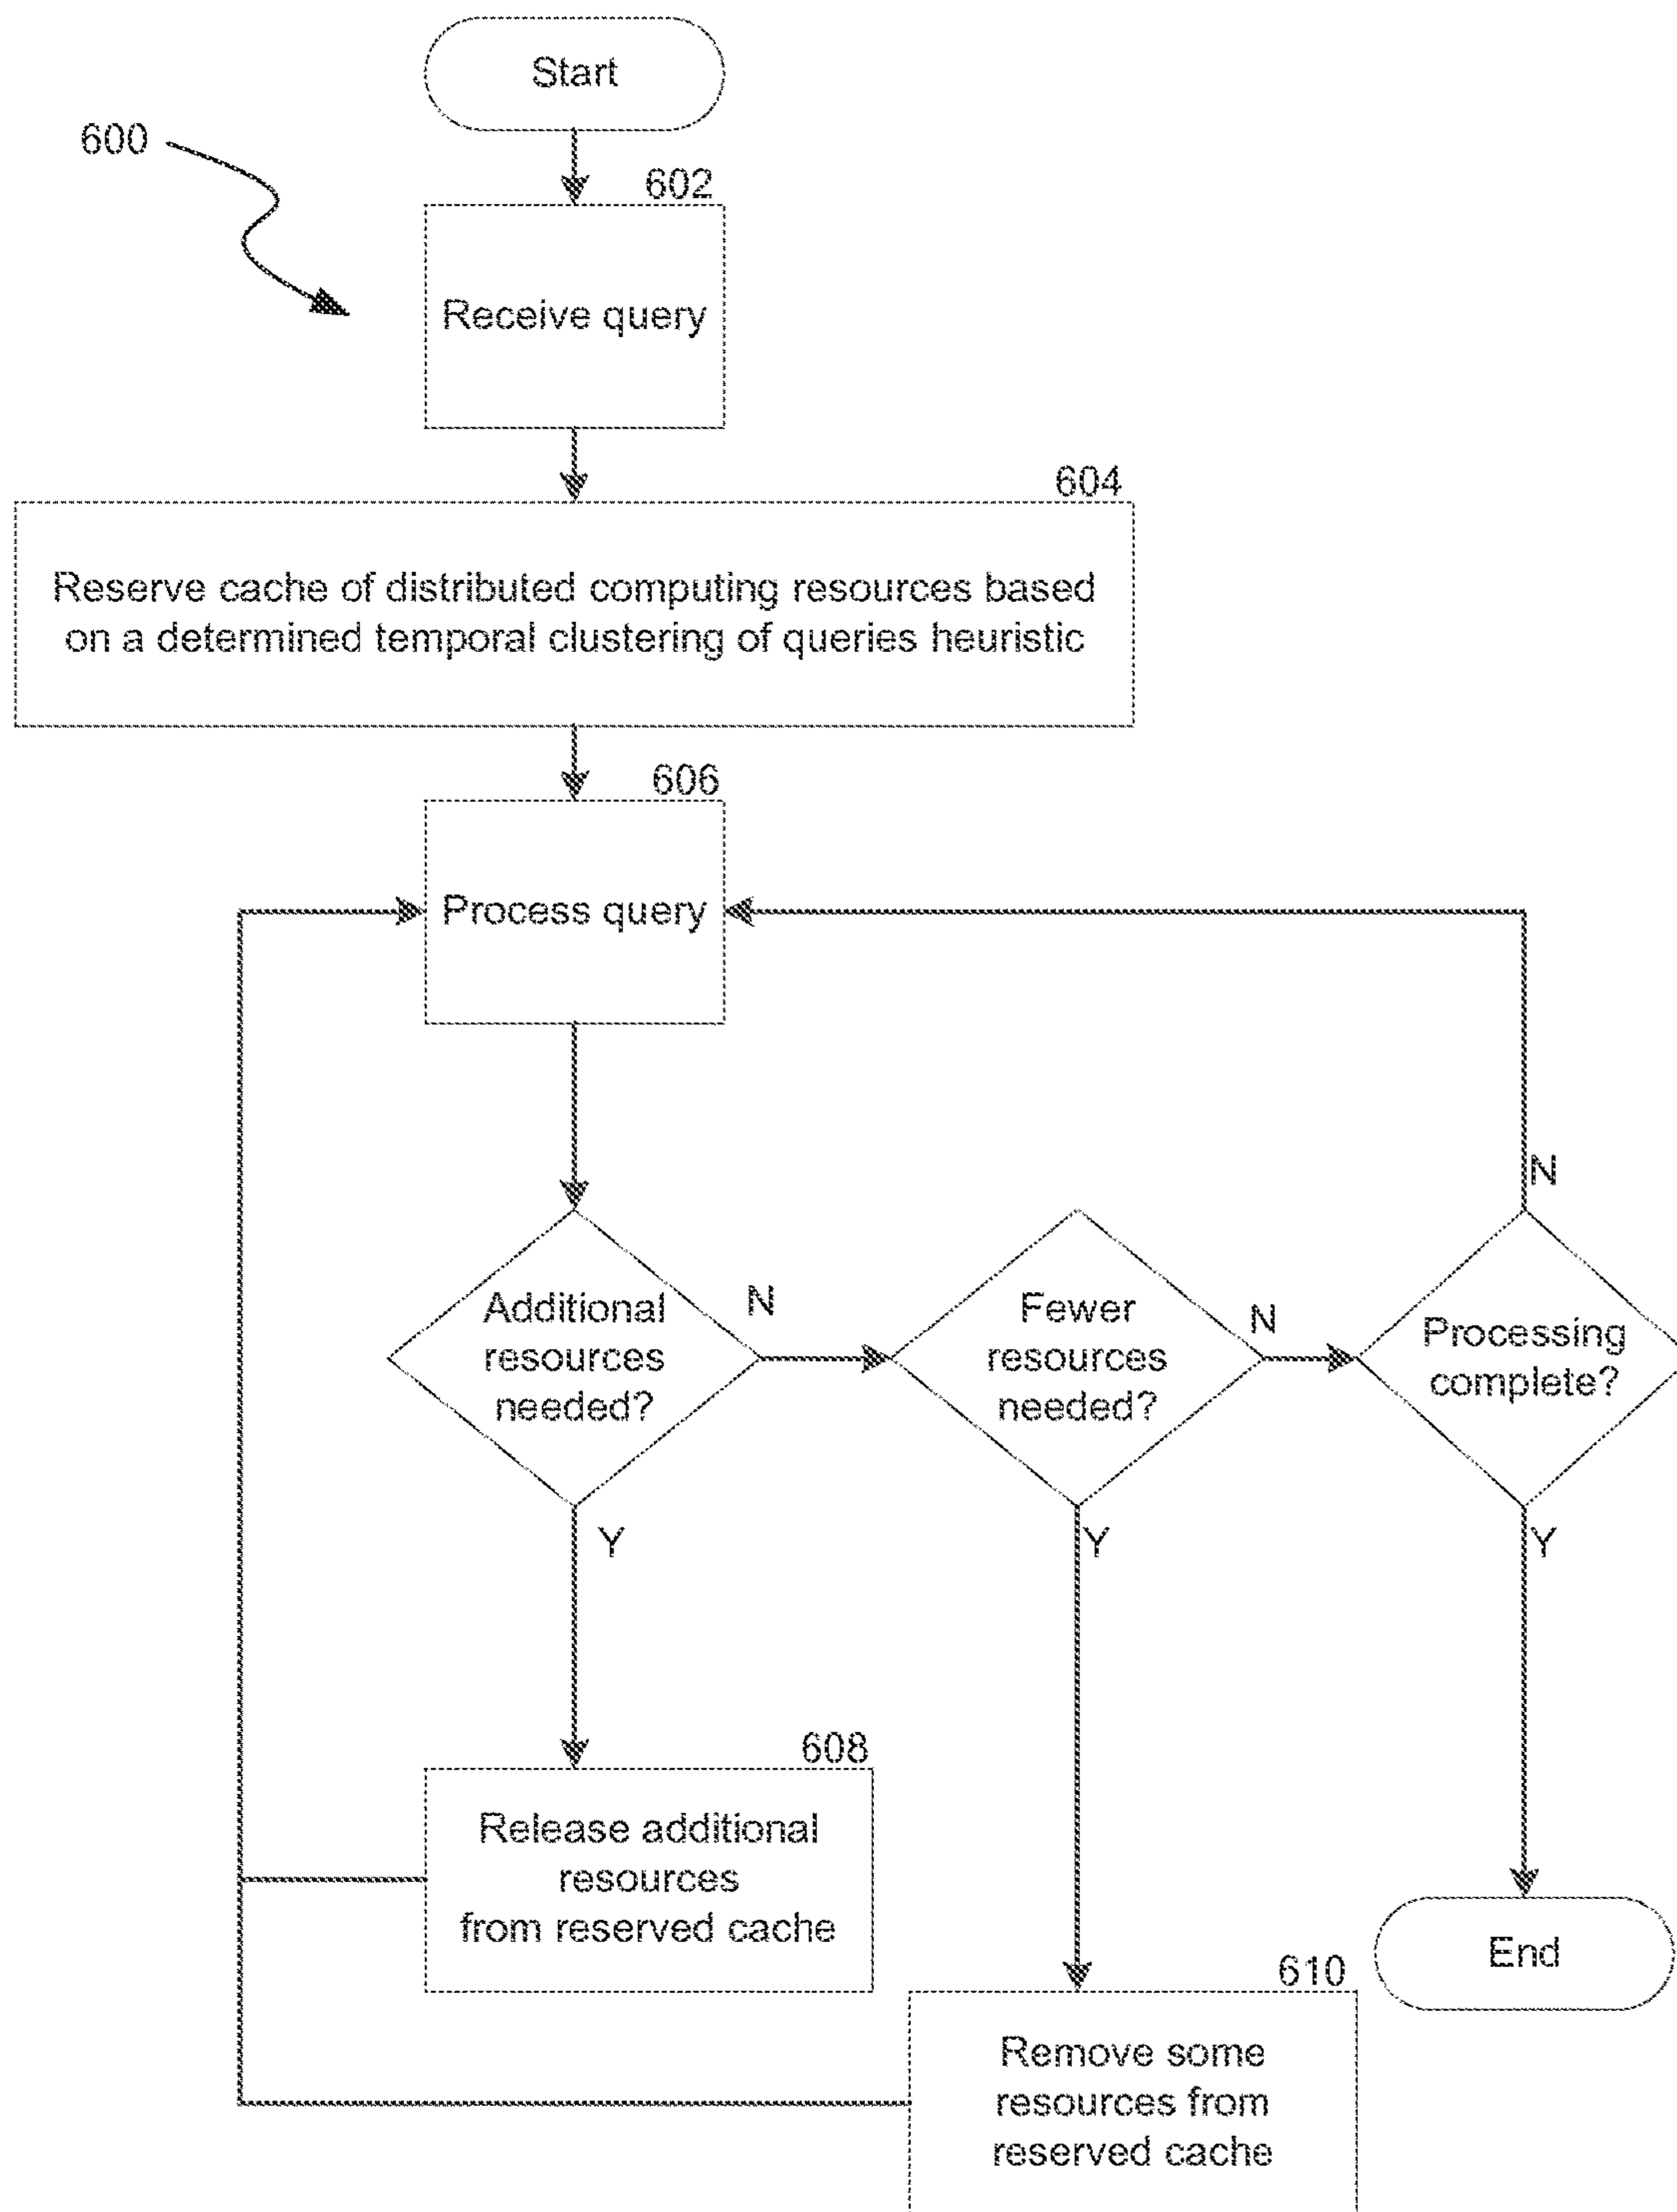 Start
600
602
Receive query
604
Reserve cache of distributed computing resources based
on a determined temporal clustering of queries heuristic
606
Process query
N
Additional
resources
needed?
N
Fewer
resources
needed?
N
Processing
complete?
Y
Y
Y
608
Release additional
resources
from reserved cache
End
610
Remove some
resources from
reserved cache